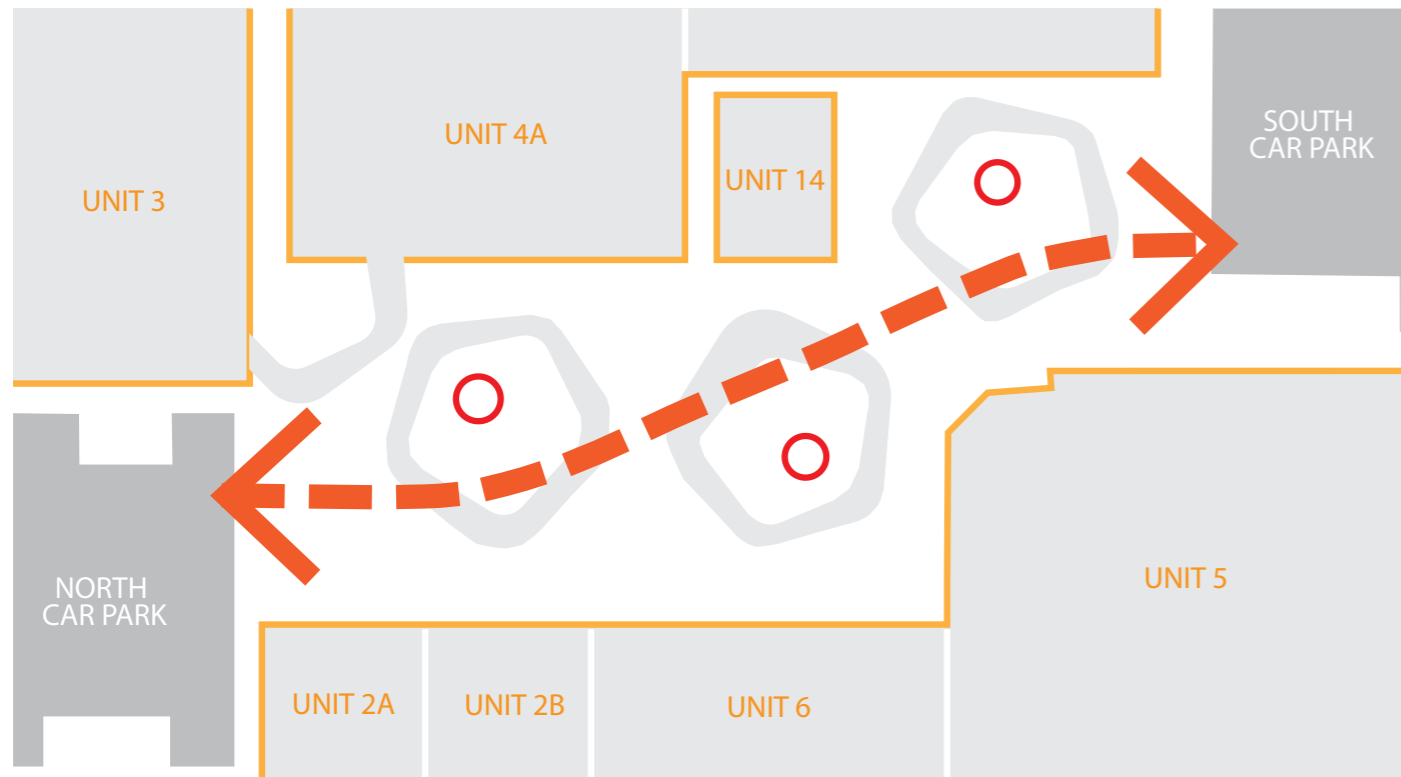 UNIT 3
UNIT 4A
UNIT 14
SOUTH
CAR PARK
NORTH
CAR PARK
UNIT 5
UNIT 2A
UNIT 2B
UNIT 6